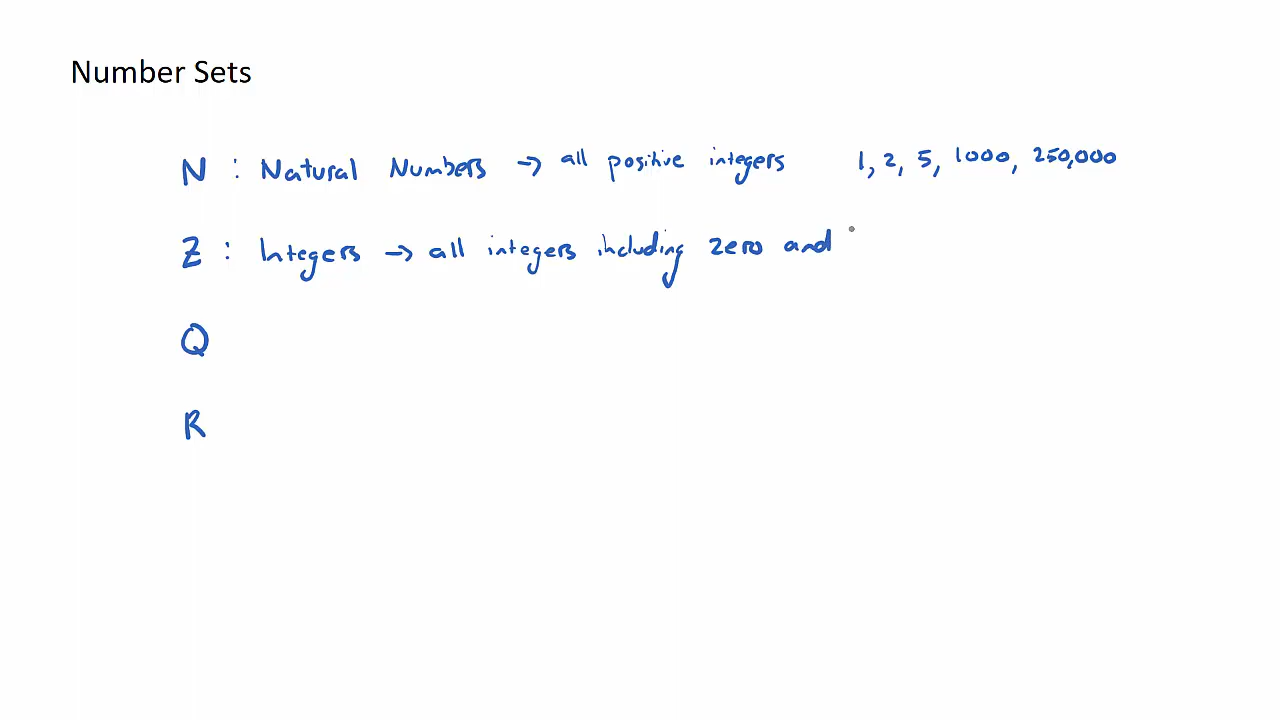 Number Sets
N : Natural Numbers → all positive integers 1, 2, 5, 1000, 250,000
Z : Integers → all integers including zero and
Q
R